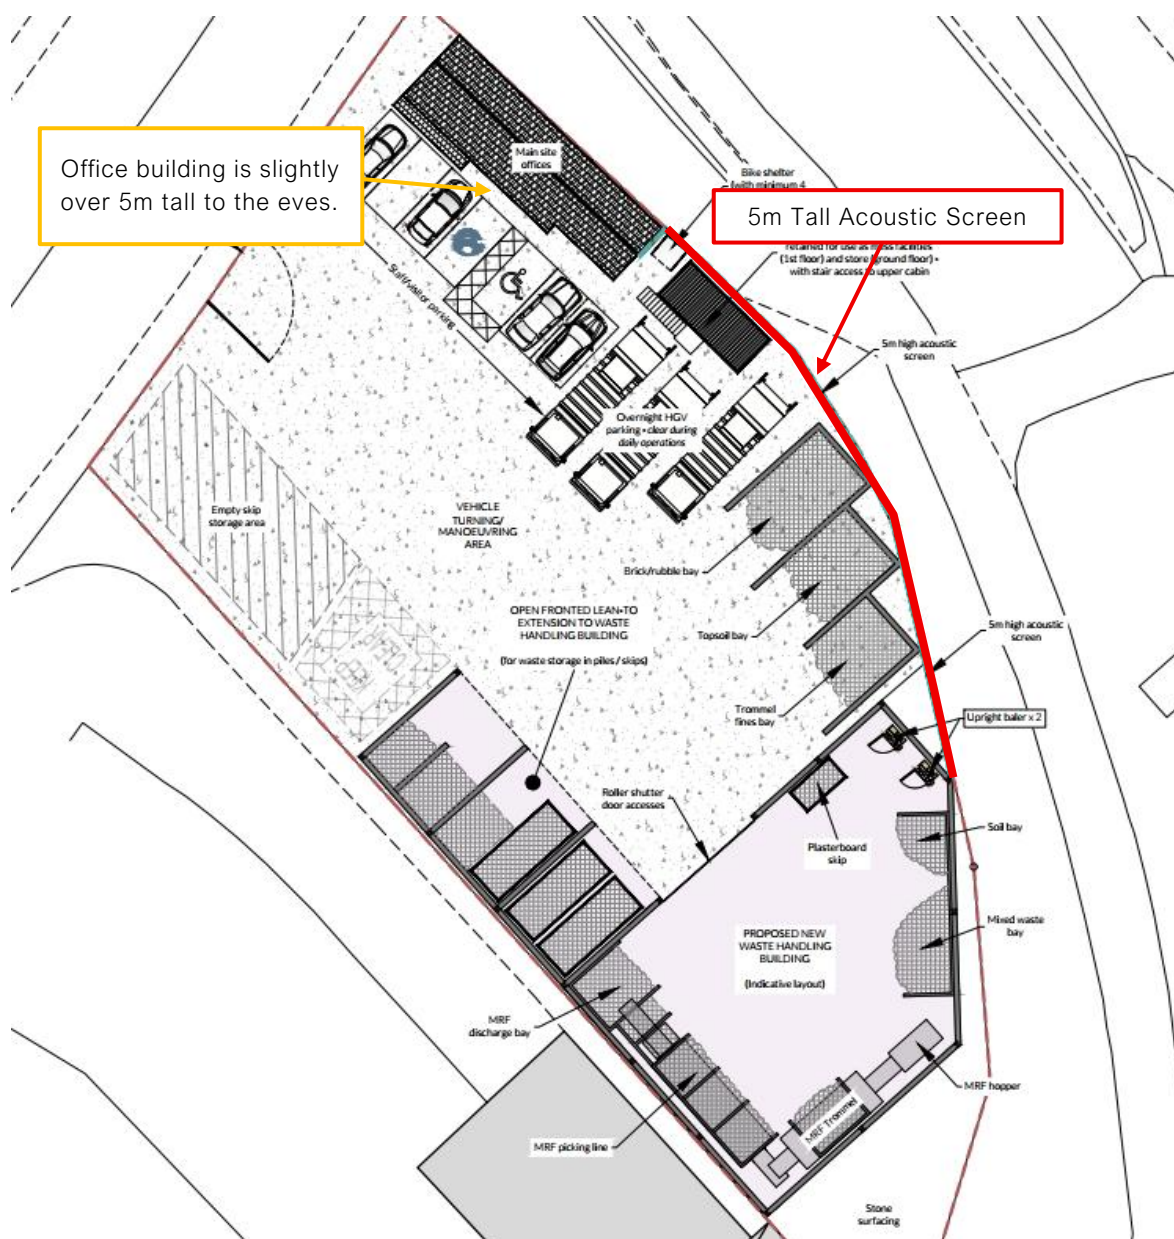 Office building is slightly
over 5m tall to the eves.
Main site
offices
Bike shelter
(with minimum 4
5m Tall Acoustic Screen
retained for use as mess facilities
(1st floor) and store (ground floor) -
with stair access to upper cabin
Staff/visitor parking
5m high acoustic
screen
Overnight HGV
parking - clear during
daily operations
Empty skip
storage area
VEHICLE
TURNING/
MANOEUVRING
AREA
Brick/rubble bay
OPEN FRONTED LEAN-TO
EXTENSION TO WASTE
HANDLING BUILDING
(for waste storage in piles / skips)
Topsoil bay
5m high acoustic
screen
Trommel
fines bay
Upright baler x 2
Roller shutter
door accesses
Plasterboard
skip
Soil bay
PROPOSED NEW
WASTE HANDLING
BUILDING
(Indicative layout)
Mixed waste
bay
MRF
discharge bay
MRF hopper
MRF Trommel
MRF picking line
Stone
surfacing